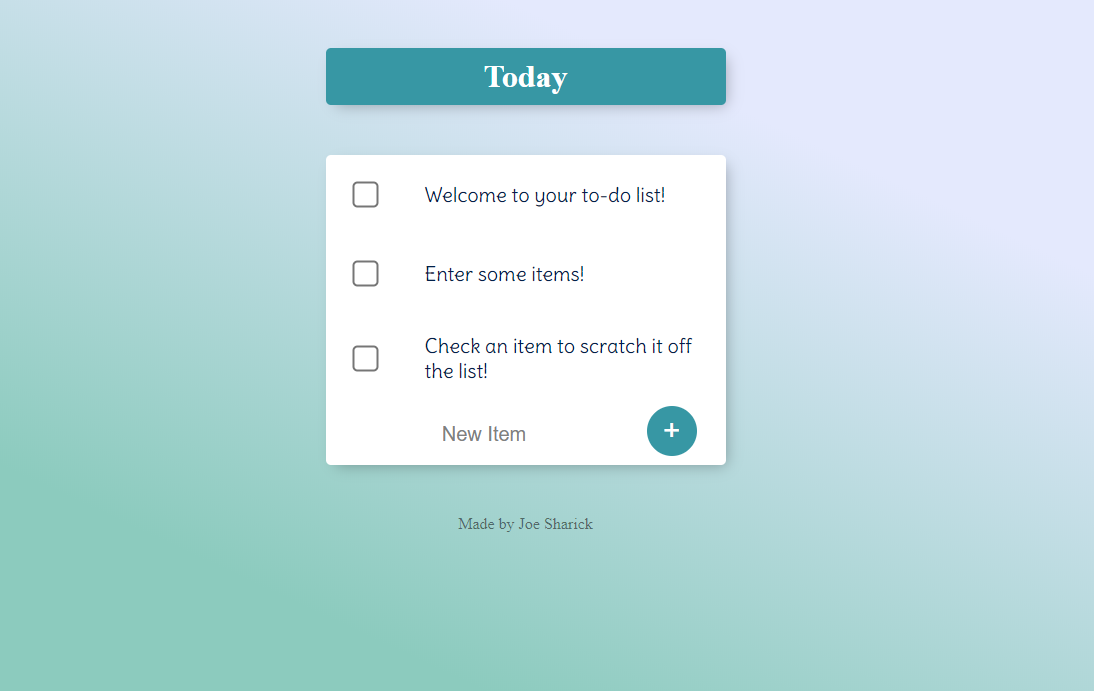 Today
Welcome to your to-do list!
Enter some items!
Check an item to scratch it off
the list!
New Item
+
Made by Joe Sharick